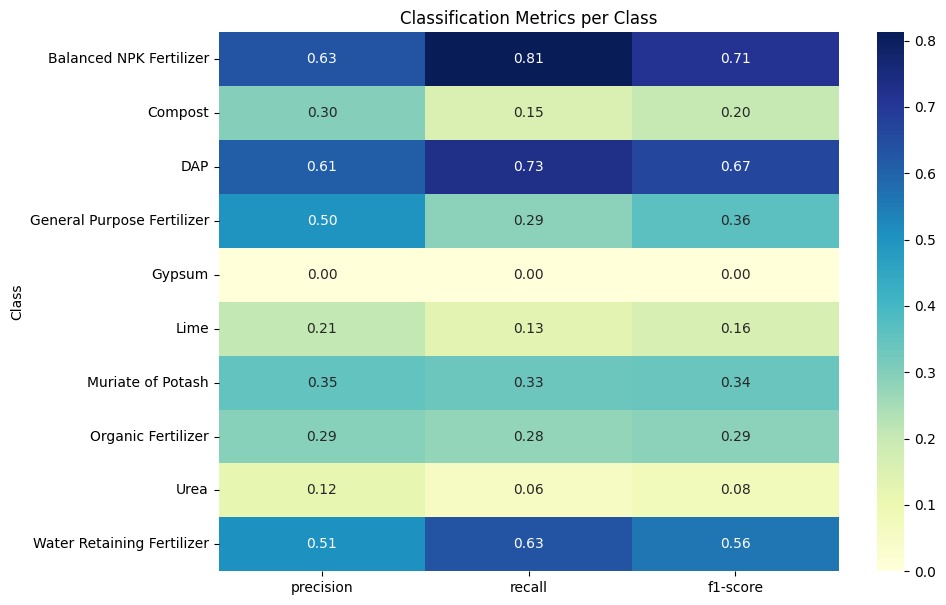 Classification Metrics per Class
Class
Balanced NPK Fertilizer 0.63 0.81 0.71
Compost 0.30 0.15 0.20
DAP 0.61 0.73 0.67
General Purpose Fertilizer 0.50 0.29 0.36
Gypsum 0.00 0.00 0.00
Lime 0.21 0.13 0.16
Muriate of Potash 0.35 0.33 0.34
Organic Fertilizer 0.29 0.28 0.29
Urea 0.12 0.06 0.08
Water Retaining Fertilizer 0.51 0.63 0.56
precision recall f1-score
0.8
0.7
0.6
0.5
0.4
0.3
0.2
0.1
0.0